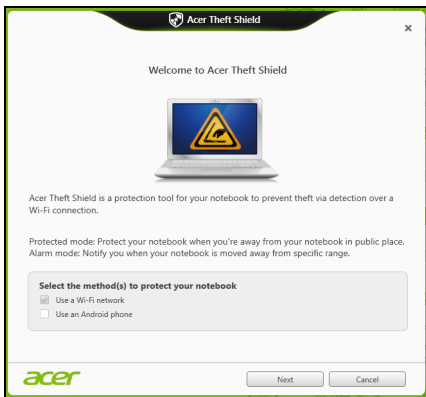 Acer Theft Shield
Welcome to Acer Theft Shield
Acer Theft Shield is a protection tool for your notebook to prevent theft via detection over a
Wi-Fi connection.
Protected mode: Protect your notebook when you're away from your notebook in public place.
Alarm mode: Notify you when your notebook is moved away from specific range.
Select the method(s) to protect your notebook
Use a Wi-Fi network
Use an Android phone
acer
Next
Cancel